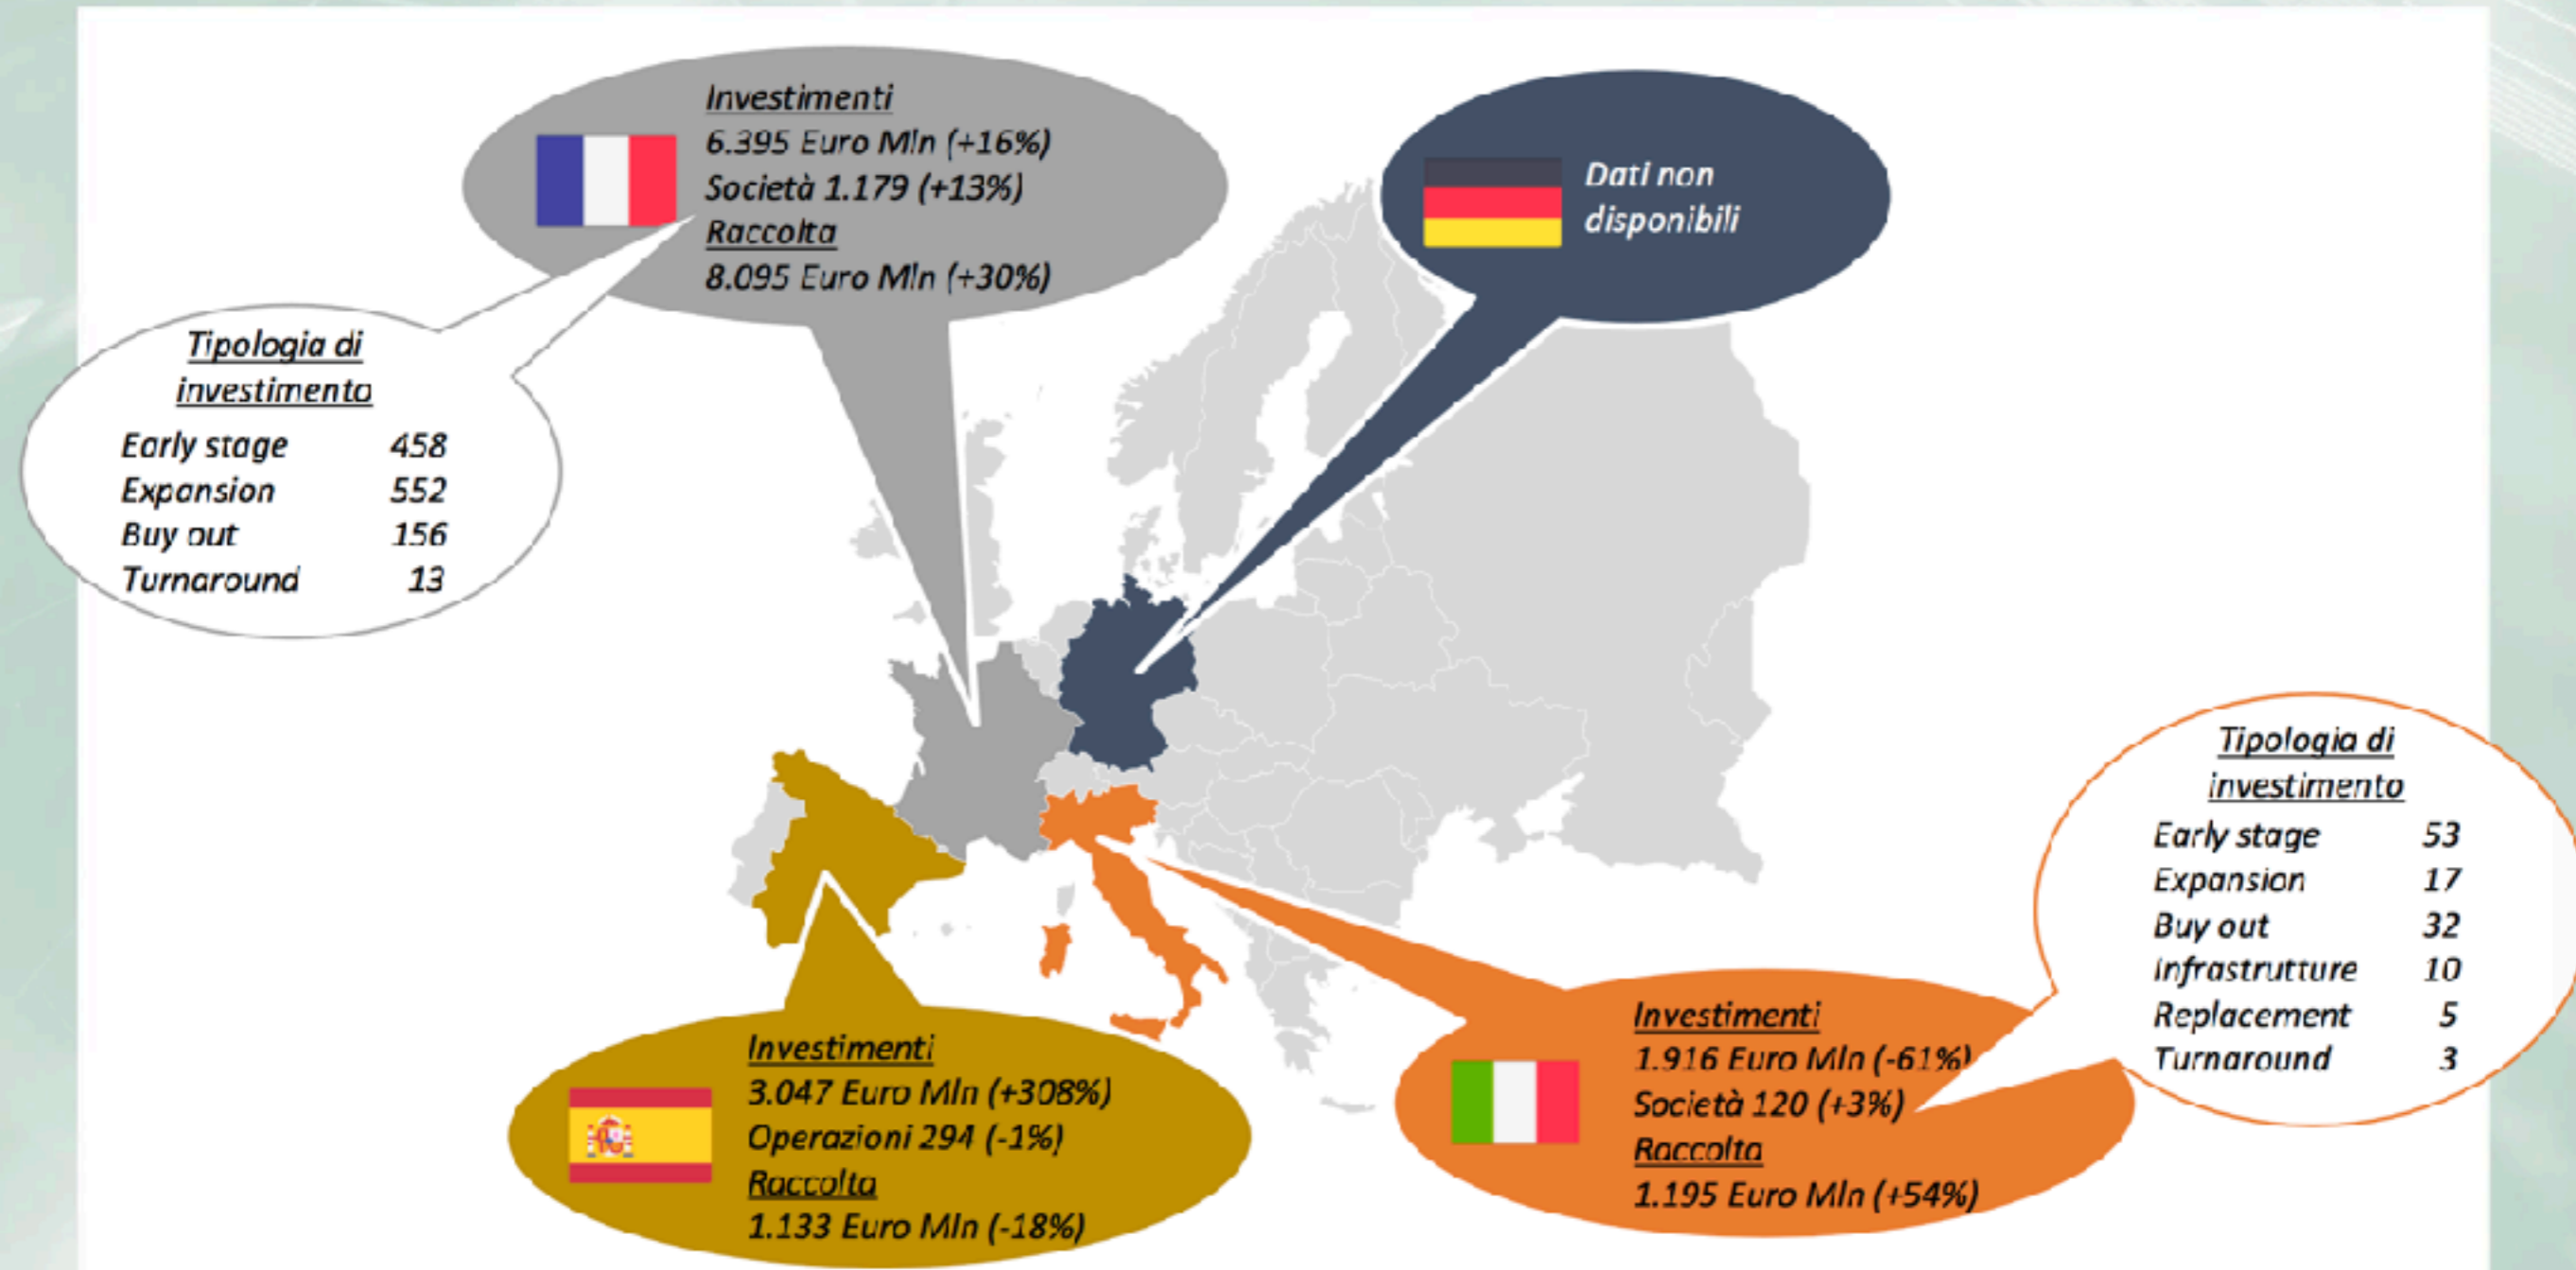 Investimenti
6.395 Euro Mln (+16%)
Società 1.179 (+13%)
Raccolta
8.095 Euro Mln (+30%)
Dati non
disponibili
Tipologia di
investimento
Early stage 458
Expansion 552
Buy out 156
Turnaround 13
Tipologia di
investimento
Early stage 53
Expansion 17
Buy out 32
Infrastrutture 10
Replacement 5
Turnaround 3
Investimenti
3.047 Euro Mln (+308%)
Operazioni 294 (-1%)
Raccolta
1.133 Euro Mln (-18%)
Investimenti
1.916 Euro Mln (-61%)
Società 120 (+3%)
Raccolta
1.195 Euro Mln (+54%)